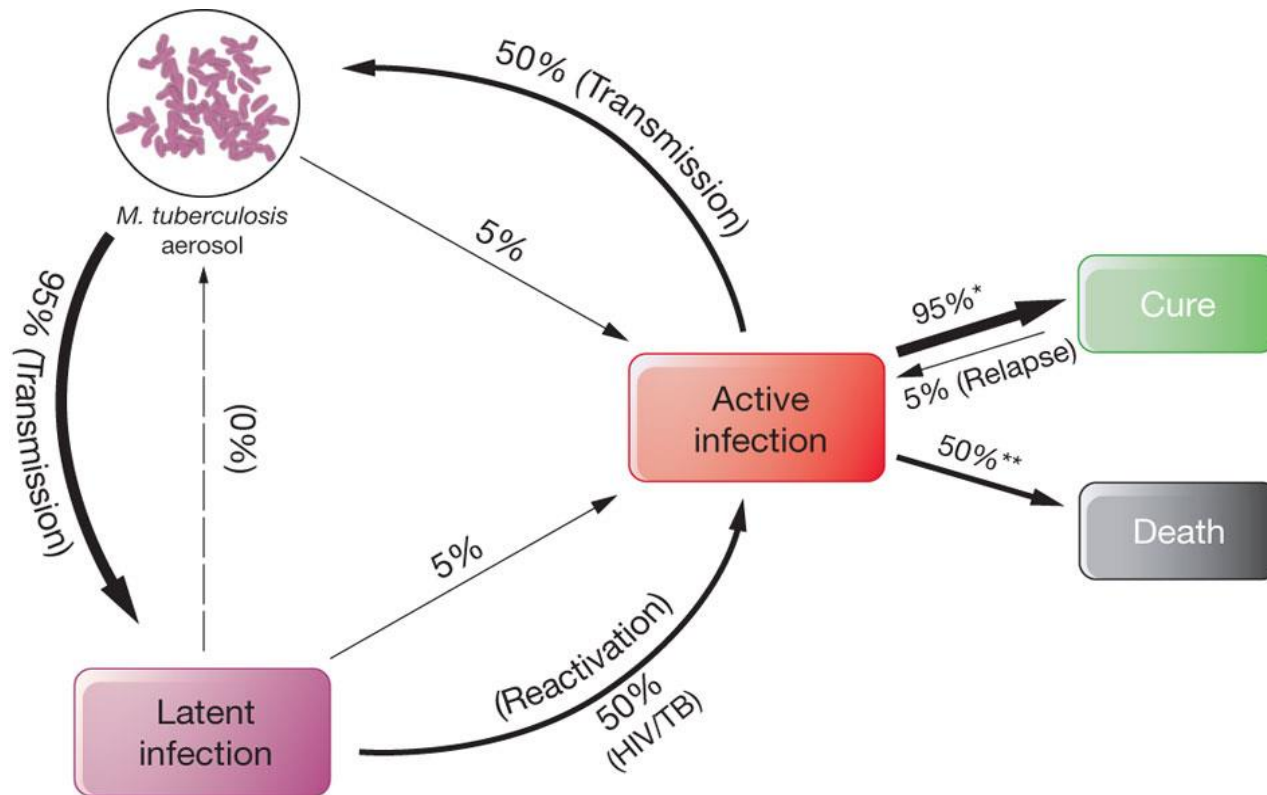 50% (Transmission)
M. tuberculosis
aerosol
5%
95% (Transmission)
(0%)
95%*
5% (Relapse)
Cure
Active
infection
50%**
Death
5%
(Reactivation)
50%
(HIV/TB)
Latent
infection